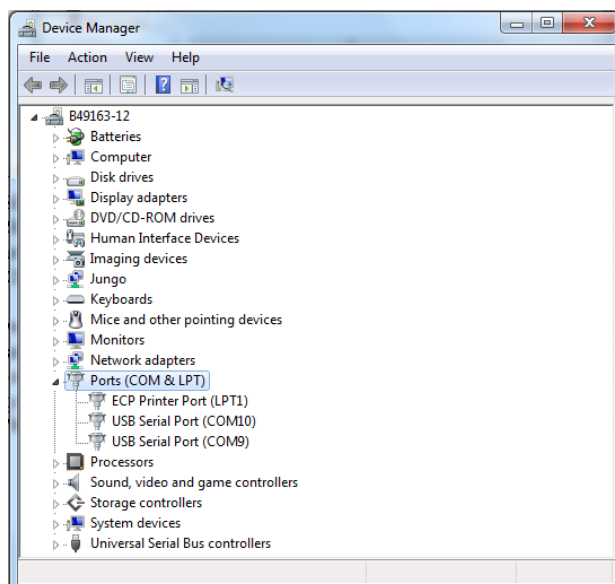 Device Manager
File Action View Help
B49163-12
Batteries
Computer
Disk drives
Display adapters
DVD/CD-ROM drives
Human Interface Devices
Imaging devices
Jungo
Keyboards
Mice and other pointing devices
Monitors
Network adapters
Ports (COM & LPT)
ECP Printer Port (LPT1)
USB Serial Port (COM10)
USB Serial Port (COM9)
Processors
Sound, video and game controllers
Storage controllers
System devices
Universal Serial Bus controllers